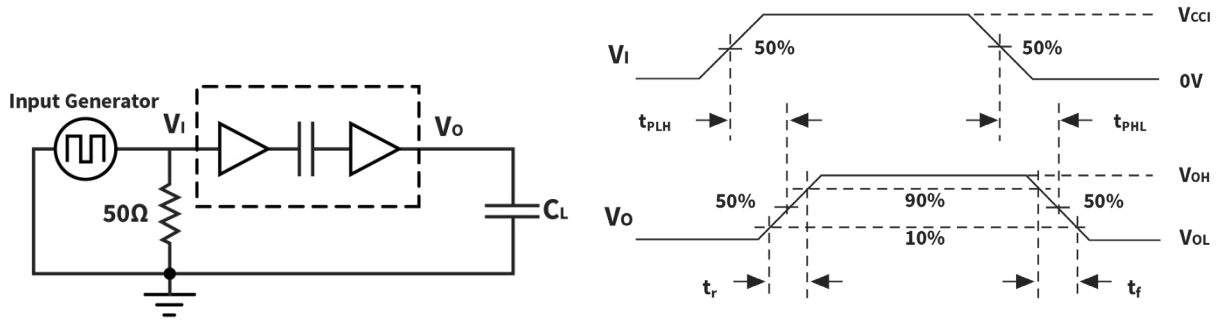 Input Generator
VI
VO
50Ω
CL
VI
50%
50%
VCCI
0V
tPLH
tPHL
VO
50%
90%
50%
VOH
10%
VOL
tr
tf